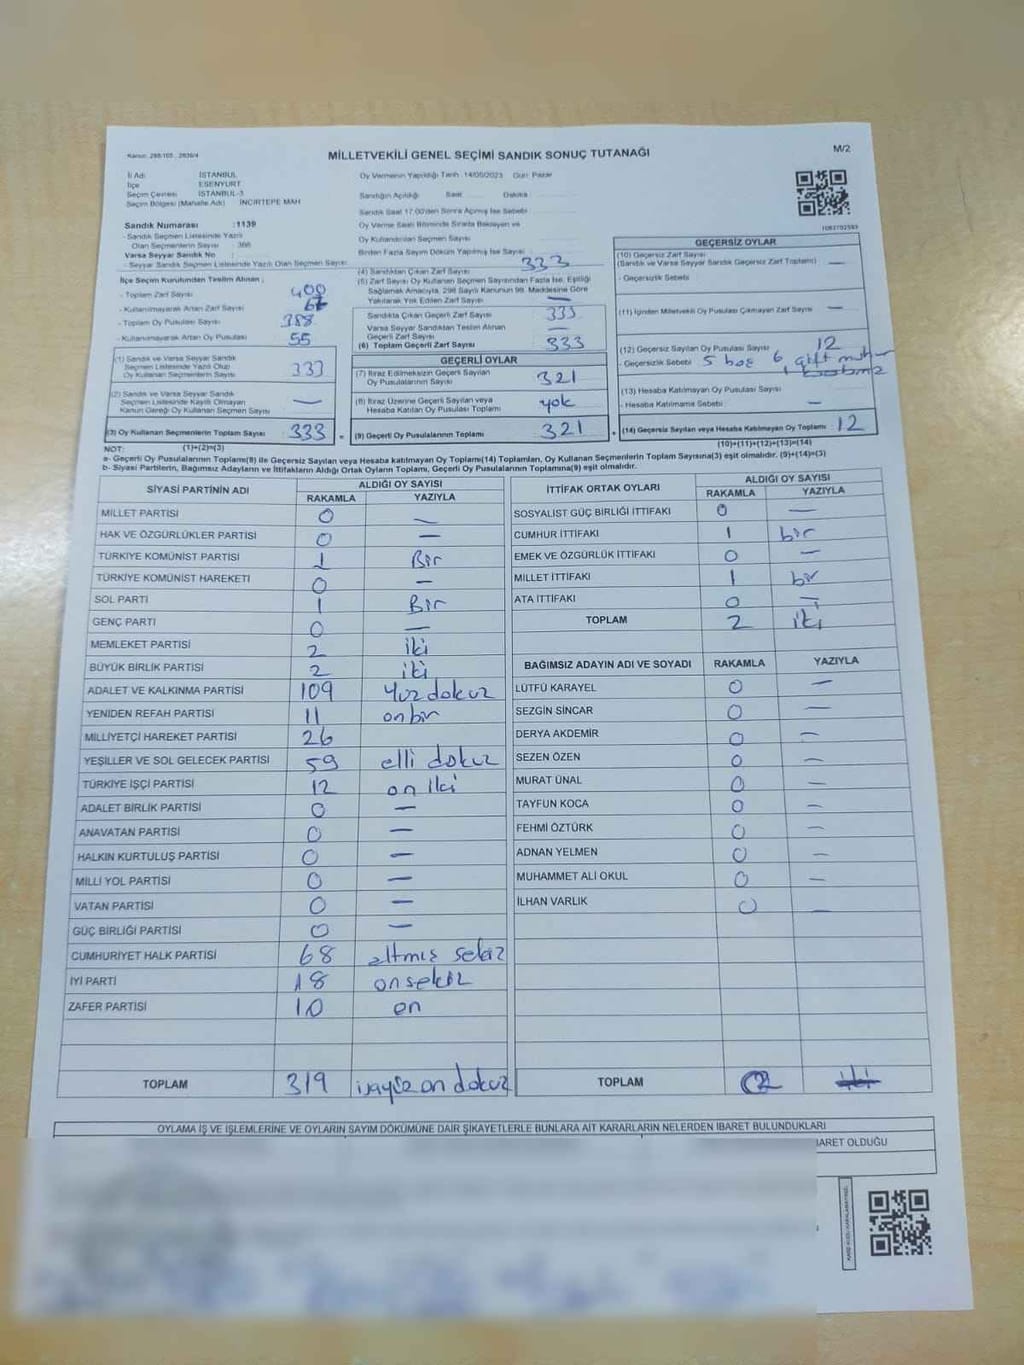 Kanun: 298/105 , 2839/4
MİLLETVEKİLİ GENEL SEÇİMİ SANDIK SONUÇ TUTANAĞI
M/2
İl Adı : İSTANBUL
İlçe : ESENYURT
Seçim Çevresi : İSTANBUL-3
Seçim Bölgesi (Mahalle Adı) : İNCİRTEPE MAH
Sandık Numarası :1139
- Sandık Seçmen Listesinde Yazılı
Olan Seçmenlerin Sayısı : 366
Varsa Seyyar Sandık No :
- Seyyar Sandık Seçmen Listesinde Yazılı Olan Seçmen Sayısı:
Oy Vermenin Yapıldığı Tarih :14/05/2023 Gün: Pazar
Sandığın Açıldığı Saat Dakika
Sandık Saat 17.00'den Sonra Açılmış İse Sebebi
Oy Verme Saati Bitiminde Sırada Bekleyen ve
Oy Kullandırılan Seçmen Sayısı
Birden Fazla Sayım Döküm Yapılmış İse Sayısı
İlçe Seçim Kurulundan Teslim Alınan ;
- Toplam Zarf Sayısı 400
- Kullanılmayarak Artan Zarf Sayısı 67
- Toplam Oy Pusulası Sayısı 388
- Kullanılmayarak Artan Oy Pusulası 55
(1) Sandık ve Varsa Seyyar Sandık
Seçmen Listesinde Yazılı Olup
Oy Kullanan Seçmenlerin Sayısı 333
(2) Sandık ve Varsa Seyyar Sandık
Seçmen Listesinde Kayıtlı Olmayan
Kanun Gereği Oy Kullanan Seçmen Sayısı —
(3) Oy Kullanan Seçmenlerin Toplam Sayısı 333 =
(1)+(2)=(3)
(4) Sandıktan Çıkan Zarf Sayısı 333
(5) Zarf Sayısı Oy Kullanan Seçmen Sayısından Fazla İse, Eşitliği
Sağlamak Amacıyla, 298 Sayılı Kanunun 98. Maddesine Göre
Yakılarak Yok Edilen Zarf Sayısı —
Sandıkta Çıkan Geçerli Zarf Sayısı 333
Varsa Seyyar Sandıktan Teslim Alınan
Geçerli Zarf Sayısı —
(6) Toplam Geçerli Zarf Sayısı 333
GEÇERLİ OYLAR
(7) İtiraz Edilmeksizin Geçerli Sayılan
Oy Pusulalarının Sayısı 321
(8) İtiraz Üzerine Geçerli Sayılan veya
Hesaba Katılan Oy Pusulası Toplamı yok
(9) Geçerli Oy Pusulalarının Toplamı 321 +
1082702593
GEÇERSİZ OYLAR
(10) Geçersiz Zarf Sayısı
(Sandık ve Varsa Seyyar Sandık Geçersiz Zarf Toplamı) —
- Geçersizlik Sebebi
(11) İçinden Milletvekili Oy Pusulası Çıkmayan Zarf Sayısı —
(12) Geçersiz Sayılan Oy Pusulası Sayısı 12
- Geçersizlik Sebebi 5 boş 6 çift mühür
(13) Hesaba Katılmayan Oy Pusulası Sayısı
- Hesaba Katılmama Sebebi —
(14) Geçersiz Sayılan veya Hesaba Katılmayan Oy Toplamı 12
(10)+(11)+(12)+(13)=(14)
NOT:
a- Geçerli Oy Pusulalarının Toplamı(9) ile Geçersiz Sayılan veya Hesaba Katılmayan Oy Toplamı(14) Toplamları, Oy Kullanan Seçmenlerin Toplam Sayısına(3) eşit olmalıdır. (9)+(14)=(3)
b- Siyasi Partilerin, Bağımsız Adayların ve İttifakların Aldığı Ortak Oyların Toplamı, Geçerli Oy Pusulalarının Toplamına(9) eşit olmalıdır.
SİYASİ PARTİNİN ADI ALDIĞI OY SAYISI
RAKAMLA YAZIYLA
MİLLET PARTİSİ 0 —
HAK VE ÖZGÜRLÜKLER PARTİSİ 0 —
TÜRKİYE KOMÜNİST PARTİSİ 1 Bir
TÜRKİYE KOMÜNİST HAREKETİ 0 —
SOL PARTİ 1 Bir
GENÇ PARTİ 0 —
MEMLEKET PARTİSİ 2 iki
BÜYÜK BİRLİK PARTİSİ 2 iki
ADALET VE KALKINMA PARTİSİ 109 Yüz dokuz
YENİDEN REFAH PARTİSİ 11 on bir
MİLLİYETÇİ HAREKET PARTİSİ 26
YEŞİLLER VE SOL GELECEK PARTİSİ 59 elli dokuz
TÜRKİYE İŞÇİ PARTİSİ 12 on iki
ADALET BİRLİK PARTİSİ 0 —
ANAVATAN PARTİSİ 0 —
HALKIN KURTULUŞ PARTİSİ 0 —
MİLLİ YOL PARTİSİ 0 —
VATAN PARTİSİ 0 —
GÜÇ BİRLİĞİ PARTİSİ 0 —
CUMHURİYET HALK PARTİSİ 68 altmış sekiz
İYİ PARTİ 18 onsekiz
ZAFER PARTİSİ 10 on
TOPLAM 319 üçyüz on dokuz
İTTİFAK ORTAK OYLARI ALDIĞI OY SAYISI
RAKAMLA YAZIYLA
SOSYALİST GÜÇ BİRLİĞİ İTTİFAKI 0 —
CUMHUR İTTİFAKI 1 bir
EMEK VE ÖZGÜRLÜK İTTİFAKI 0 —
MİLLET İTTİFAKI 1 bir
ATA İTTİFAKI 0 —
TOPLAM 2 iki
BAĞIMSIZ ADAYIN ADI VE SOYADI RAKAMLA YAZIYLA
LÜTFÜ KARAYEL 0 —
SEZGİN SİNCAR 0 —
DERYA AKDEMİR 0 —
SEZEN ÖZEN 0 —
MURAT ÜNAL 0 —
TAYFUN KOCA 0 —
FEHMİ ÖZTÜRK 0 —
ADNAN YELMEN 0 —
MUHAMMET ALİ OKUL 0 —
İLHAN VARLIK 0 —
TOPLAM
OYLAMA İŞ VE İŞLEMLERİNE VE OYLARIN SAYIM DÖKÜMÜNE DAİR ŞİKAYETLERLE BUNLARA AİT KARARLARIN NELERDEN İBARET BULUNDUKLARI
BARET OLDUĞU